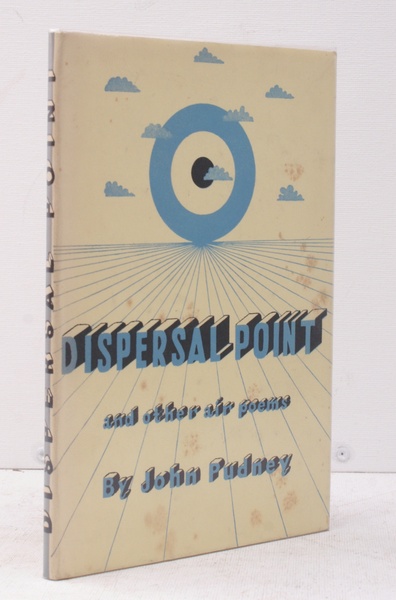 DISPERSAL POINT
and other air poems
By John Pudney
DISPERSAL POINT